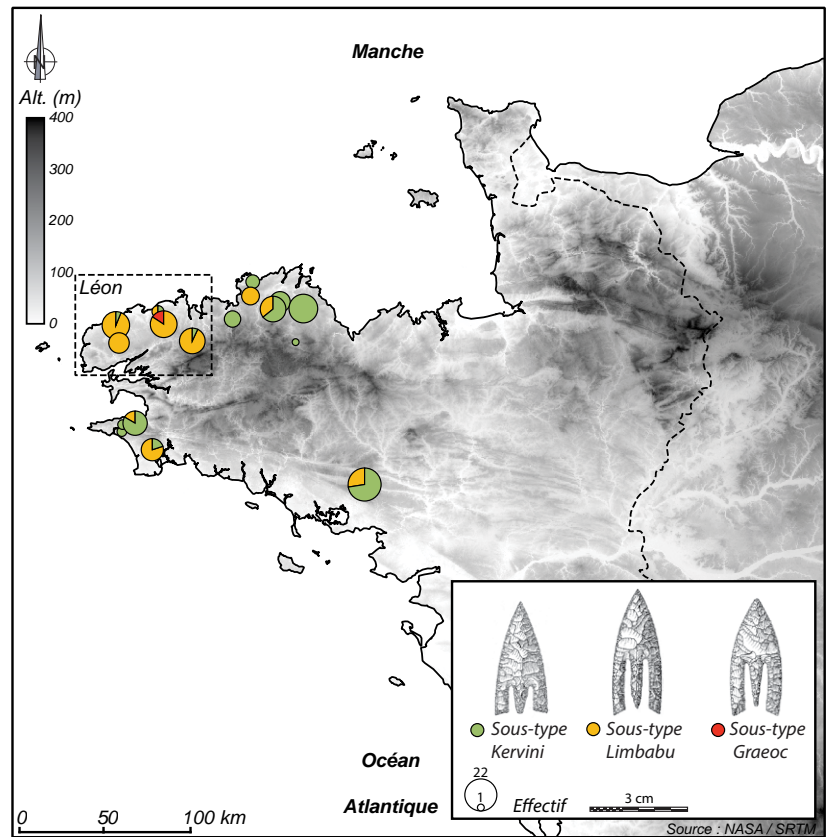 Manche
N
Alt. (m)
400
300
200
100
0
Léon
Sous-type
Kervini
Sous-type
Limbabu
Sous-type
Graeoc
22
1
Effectif
3 cm
Océan
Atlantique
0 50 100 km
Source : NASA / SRTM